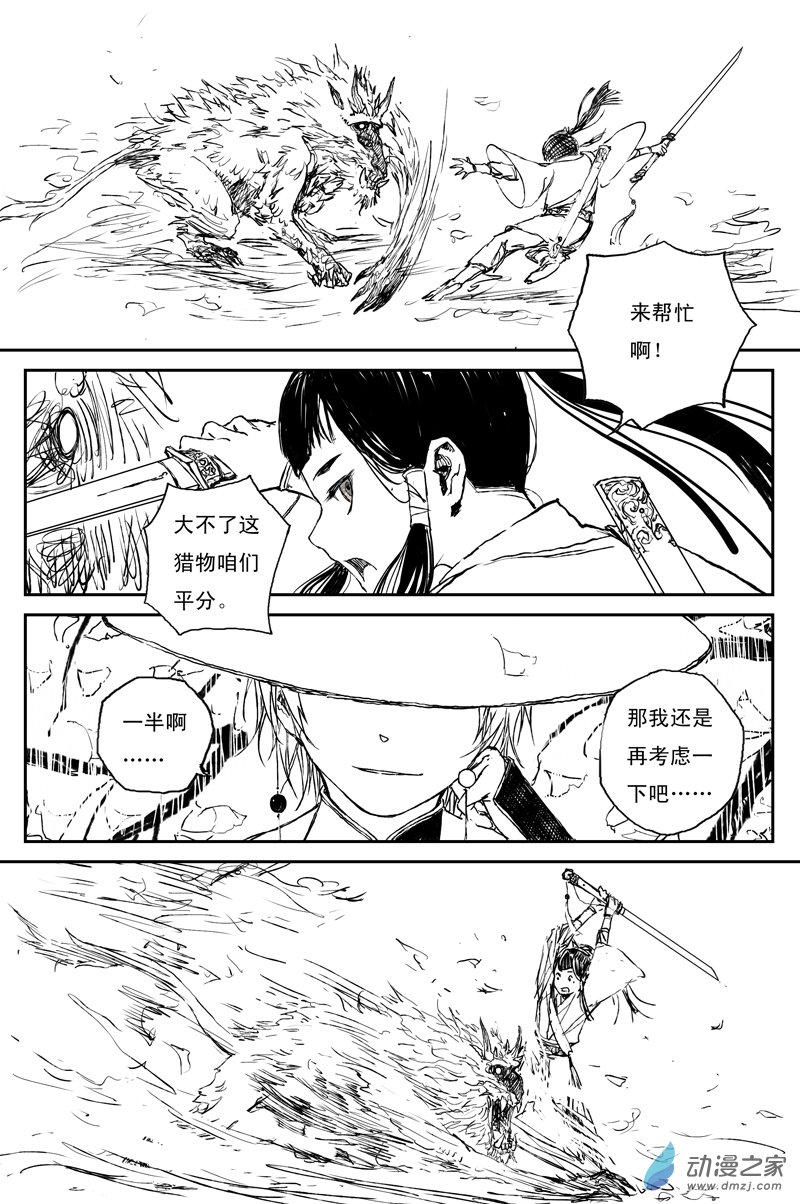 来帮忙
啊！
大不了这
猎物咱们
平分。
一半啊
……
那我还是
再考虑一
下吧……
动漫之家
www.dmzj.com